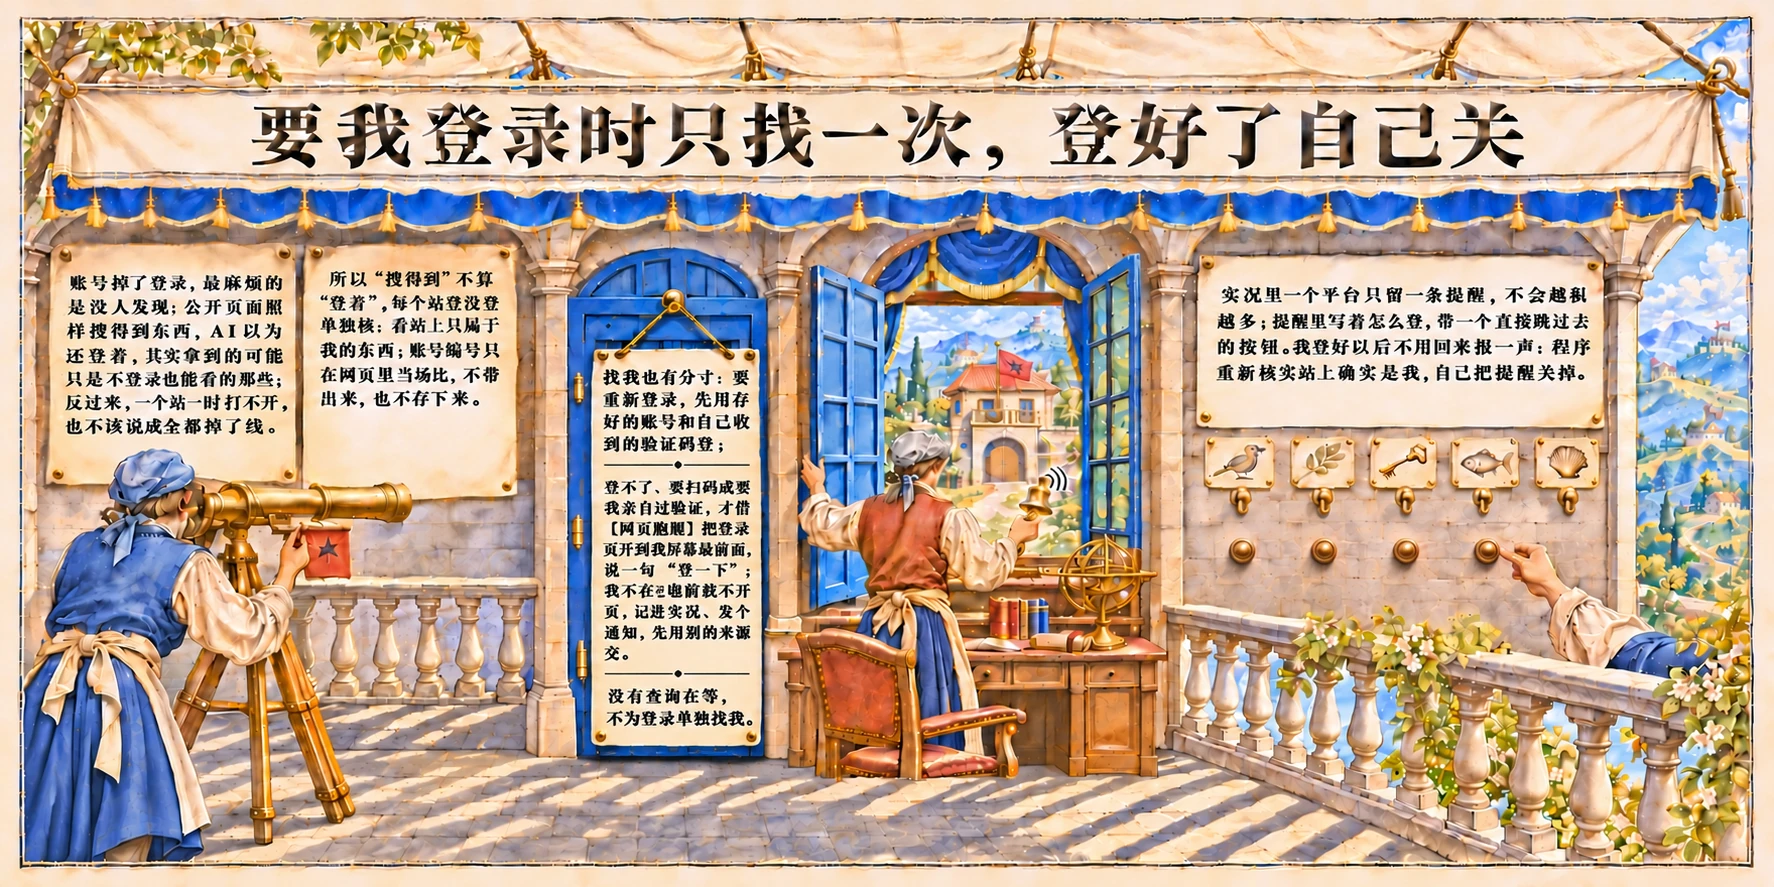 要我登录时只找一次，登好了自己关
账号掉了登录，最麻烦的
是没人发现；公开页面照
样搜得到东西，AI以为
还登着，其实拿到的可能
只是不登录也能看的那些；
反过来，一个站一时打不开，
也不该说成全都掉了线。
所以“搜得到”不算
“登着”，每个站登没登
单独核：看站上只属于
我的东西；账号编号只
在网页里当场比，不带
出来，也不存下来。
找我也有分寸：要
重新登录，先用存
好的账号和自己收
到的验证码登；
登不了、要扫码或要
我亲自过验证，才借
【网页】把登录
页开到我屏幕最前面，
说一句“登一下”；
我不在前就不开
页，记进实况、发个
通知，先用别的来源
交。
没有查询在等，
不为登录单独找我。
实况里一个平台只留一条提醒，不会越积
越多；提醒里写着怎么登，带一个直接跳过去
的按钮。我登好以后不用回来报一声：程序
重新核实站上确实是我，自己把提醒关掉。